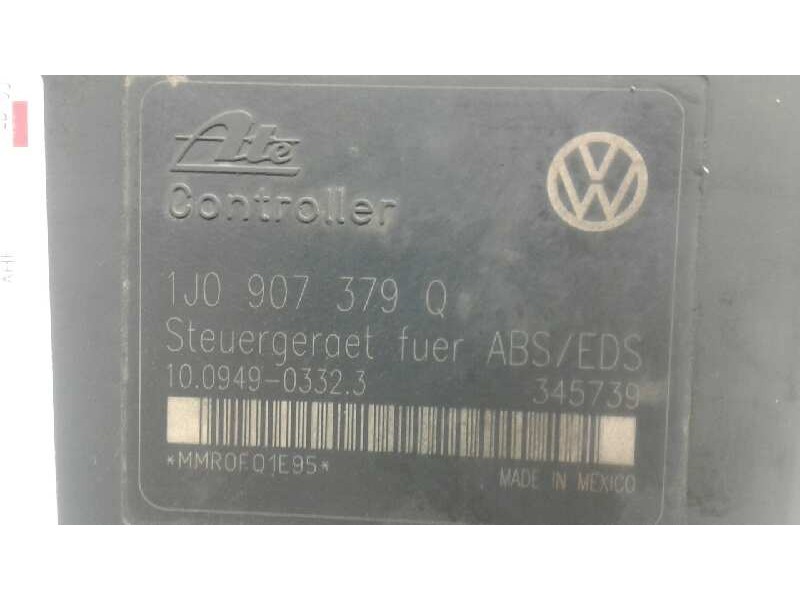 Ate
Controller
1J0 907 379 Q
Steuergeraet fuer ABS/EDS
10.0949-0332.3 345739
*MMR0FQ1E95*
MADE IN MEXICO